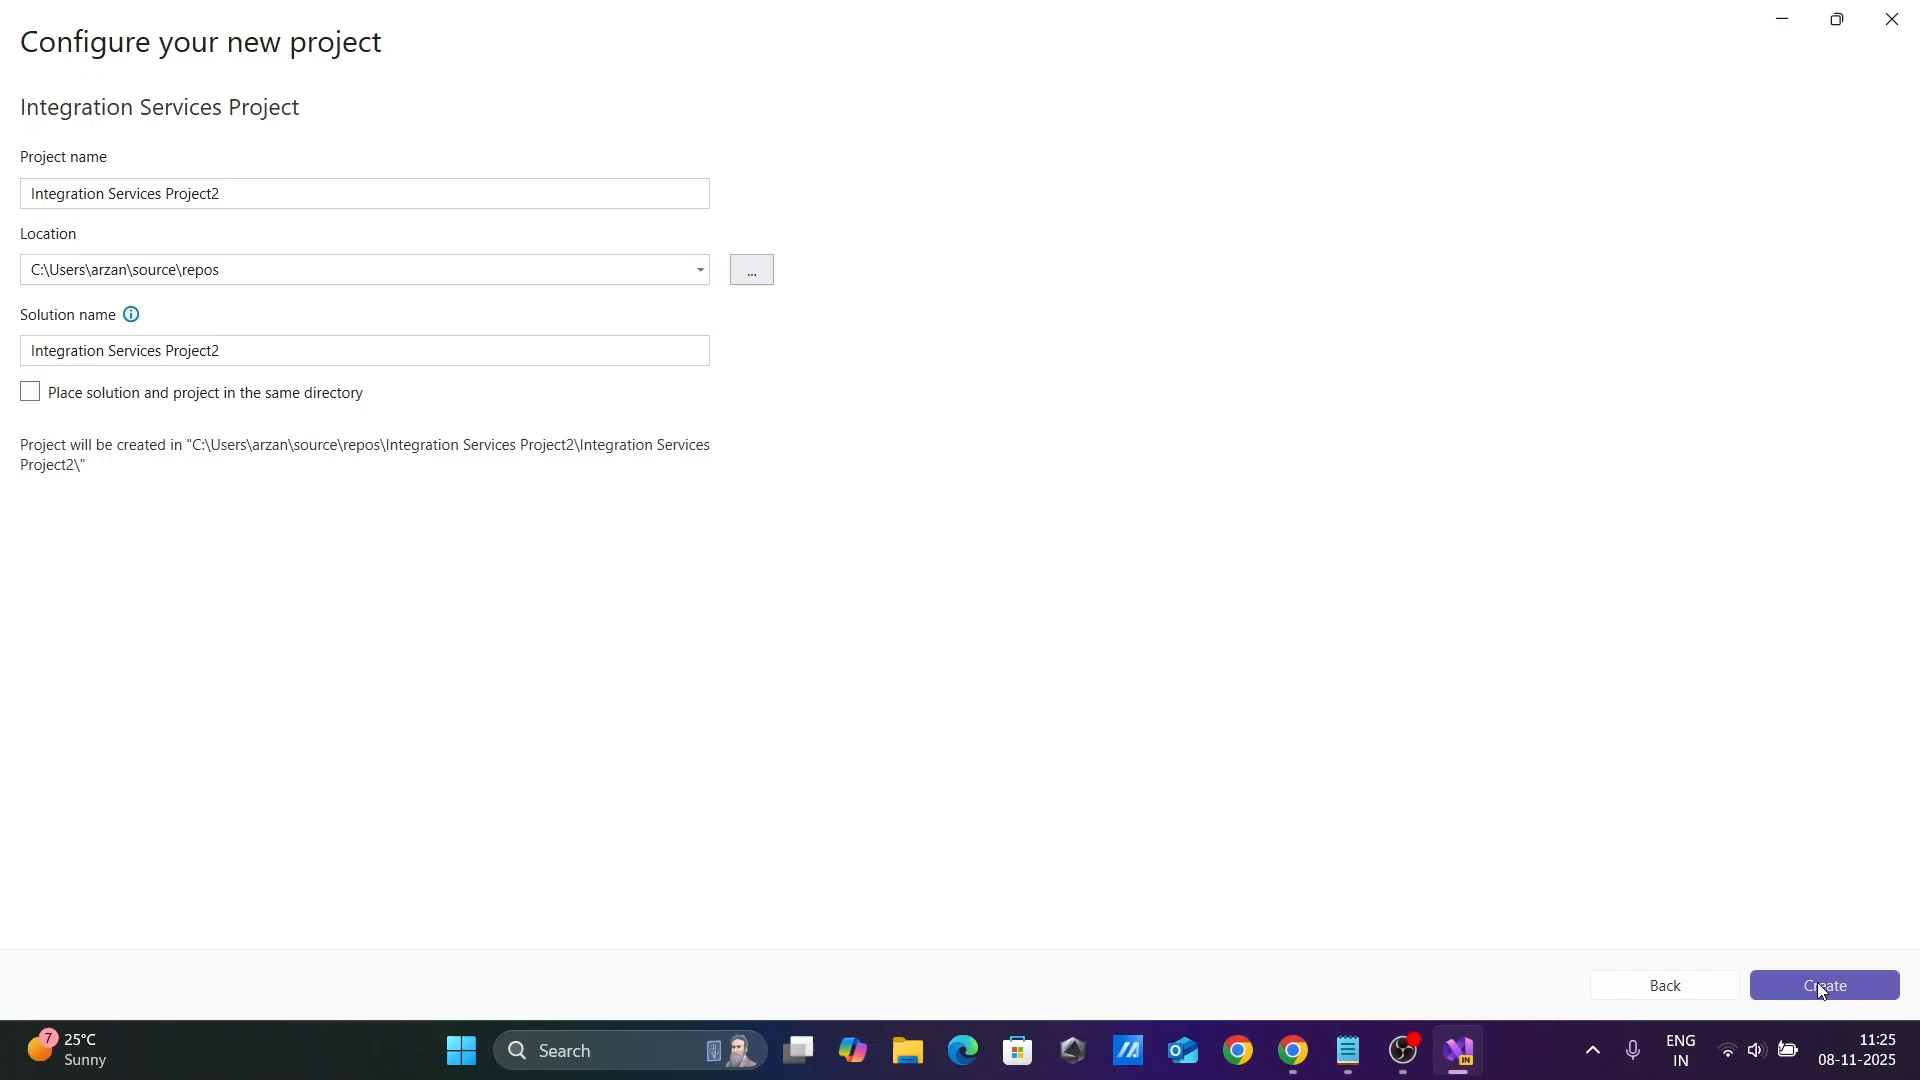 Configure your new project
Integration Services Project
Project name
Integration Services Project2
Location
C:\Users\arzan\source\repos
...
Solution name
Integration Services Project2
Place solution and project in the same directory
Project will be created in "C:\Users\arzan\source\repos\Integration Services Project2\Integration Services
Project2\"
Back
Create
7
25°C
Sunny
Search
IN
ENG
IN
11:25
08-11-2025